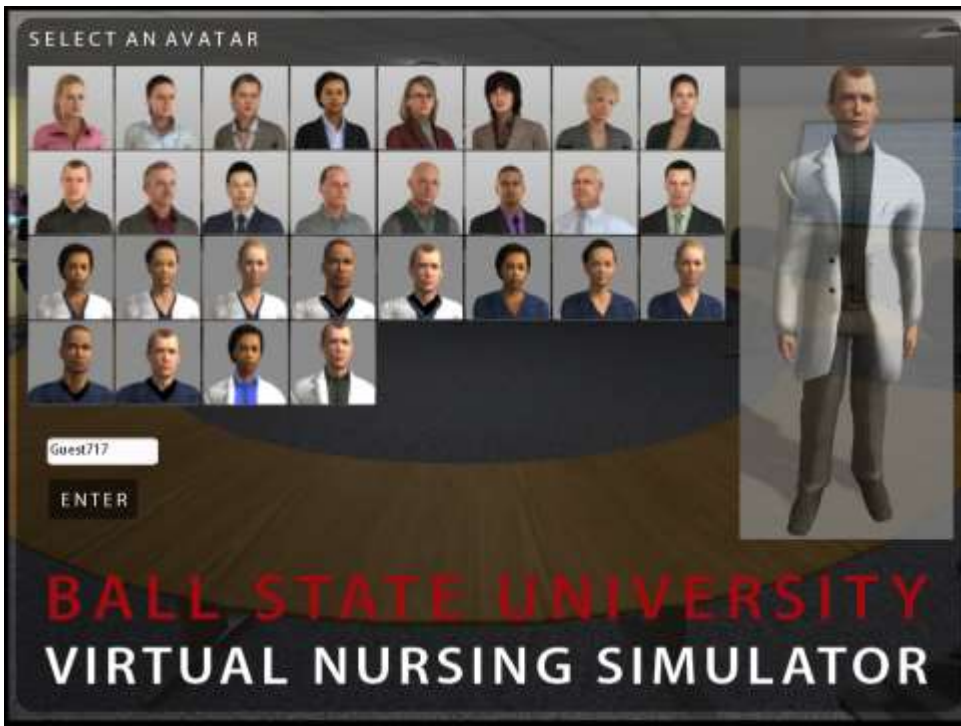 SELECT AN AVATAR
Guest717
ENTER
BALL STATE UNIVERSITY
VIRTUAL NURSING SIMULATOR